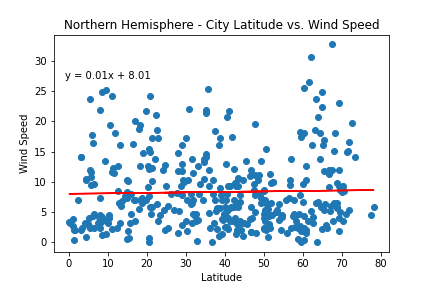 Northern Hemisphere - City Latitude vs. Wind Speed
y = 0.01x + 8.01
Wind Speed
30
25
20
15
10
5
0
0 10 20 30 40 50 60 70 80
Latitude